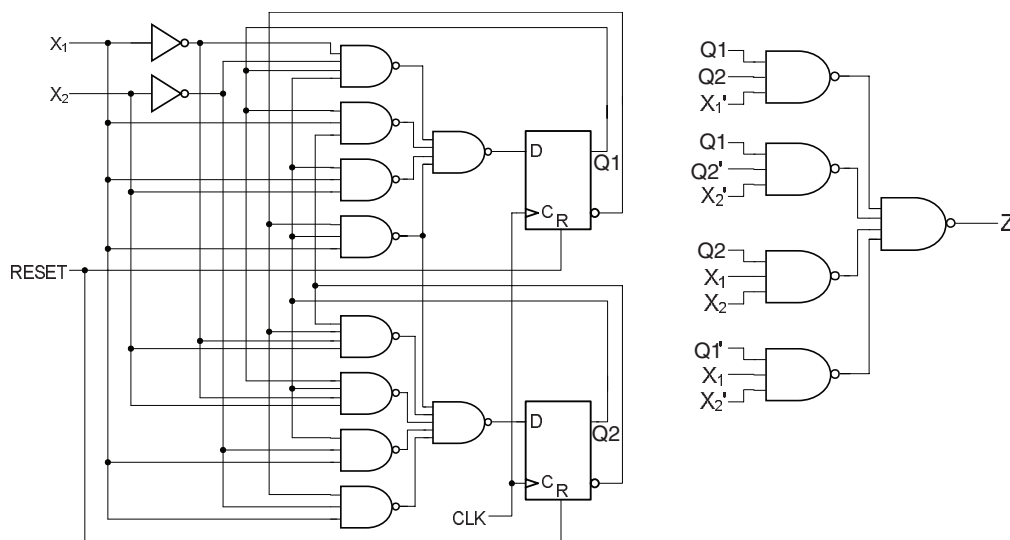 X₁
X₂
RESET
D
Q1
C
R
D
Q2
C
R
CLK
Q1
Q2
X₁'
Q1
Q2'
X₂'
Q2
X₁
X₂
Q1'
X₁
X₂'
Z